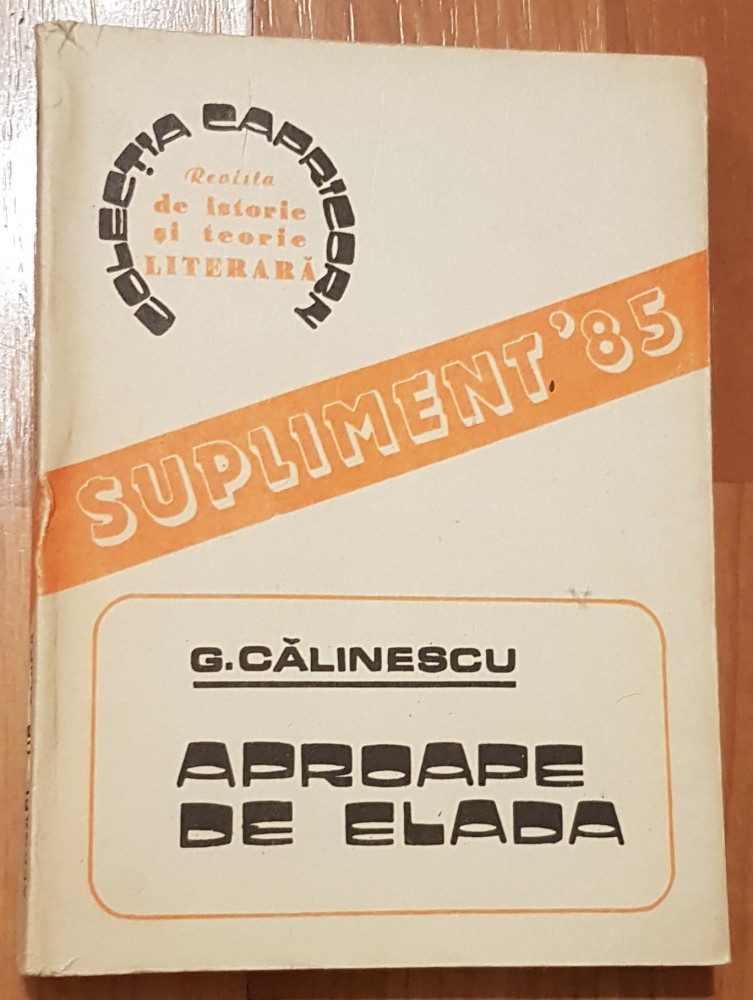 COLECȚIA CAPRICORN
Revista
de istorie
și teorie
LITERARĂ
SUPLIMENT '85
G. CĂLINESCU
APROAPE
DE ELADA